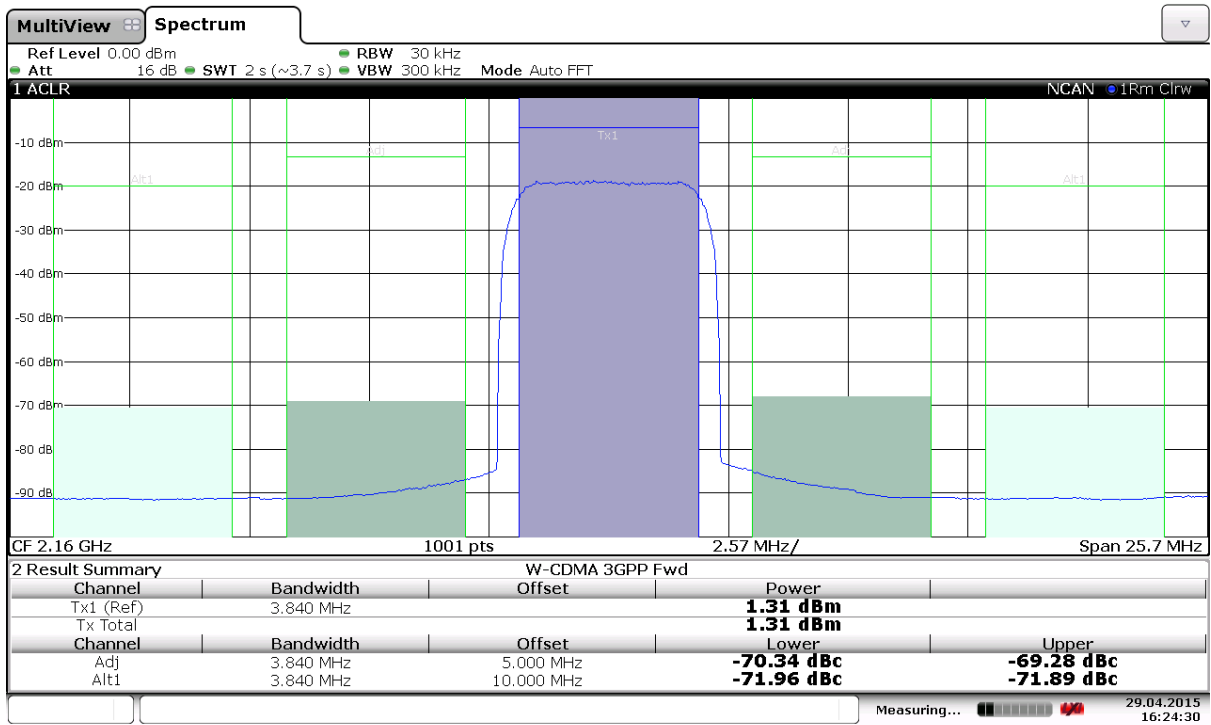 MultiView Spectrum
Ref Level 0.00 dBm RBW 30 kHz
Att 16 dB SWT 2 s (~3.7 s) VBW 300 kHz Mode Auto FFT
1 ACLR NCAN 1Rm Clrw
Tx1
-10 dBm
Adj Adj
Alt1 Alt1
-20 dBm
-30 dBm
-40 dBm
-50 dBm
-60 dBm
-70 dBm
-80 dB
-90 dB
CF 2.16 GHz 1001 pts 2.57 MHz/ Span 25.7 MHz
2 Result Summary W-CDMA 3GPP Fwd
Channel Bandwidth Offset Power
Tx1 (Ref) 3.840 MHz 1.31 dBm
Tx Total 1.31 dBm
Channel Bandwidth Offset Lower Upper
Adj 3.840 MHz 5.000 MHz -70.34 dBc -69.28 dBc
Alt1 3.840 MHz 10.000 MHz -71.96 dBc -71.89 dBc
Measuring... 29.04.2015
16:24:30